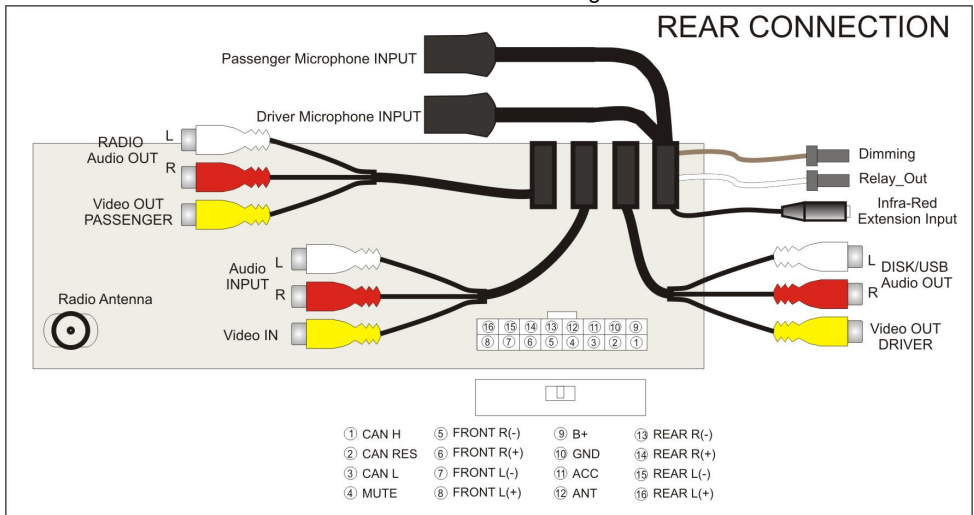 REAR CONNECTION
Passenger Microphone INPUT
Driver Microphone INPUT
RADIO
Audio OUT
L
R
Video OUT
PASSENGER
Dimming
Relay_Out
Infra-Red
Extension Input
Audio
INPUT
L
R
Video IN
L
R
DISK/USB
Audio OUT
Video OUT
DRIVER
Radio Antenna
16 15 14 13 12 11 10 9
8 7 6 5 4 3 2 1
1 CAN H 5 FRONT R(-) 9 B+ 13 REAR R(-)
2 CAN RES 6 FRONT R(+) 10 GND 14 REAR R(+)
3 CAN L 7 FRONT L(-) 11 ACC 15 REAR L(-)
4 MUTE 8 FRONT L(+) 12 ANT 16 REAR L(+)